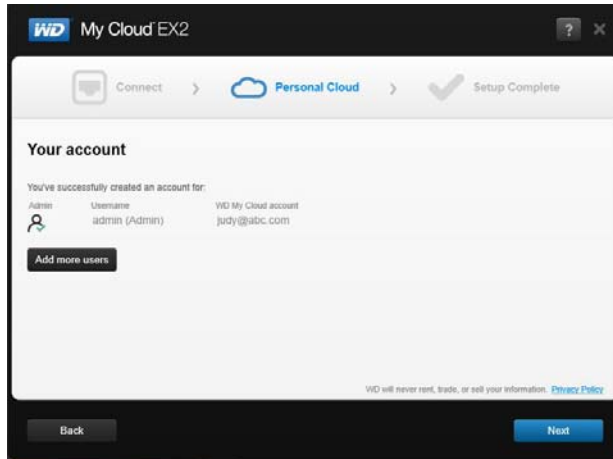 WD My Cloud EX2 ? ×
Connect > Personal Cloud > Setup Complete
Your account
You've successfully created an account for:
Admin Username WD My Cloud account
admin (Admin) judy@abc.com
Add more users
WD will never rent, trade, or sell your information. Privacy Policy
Back Next